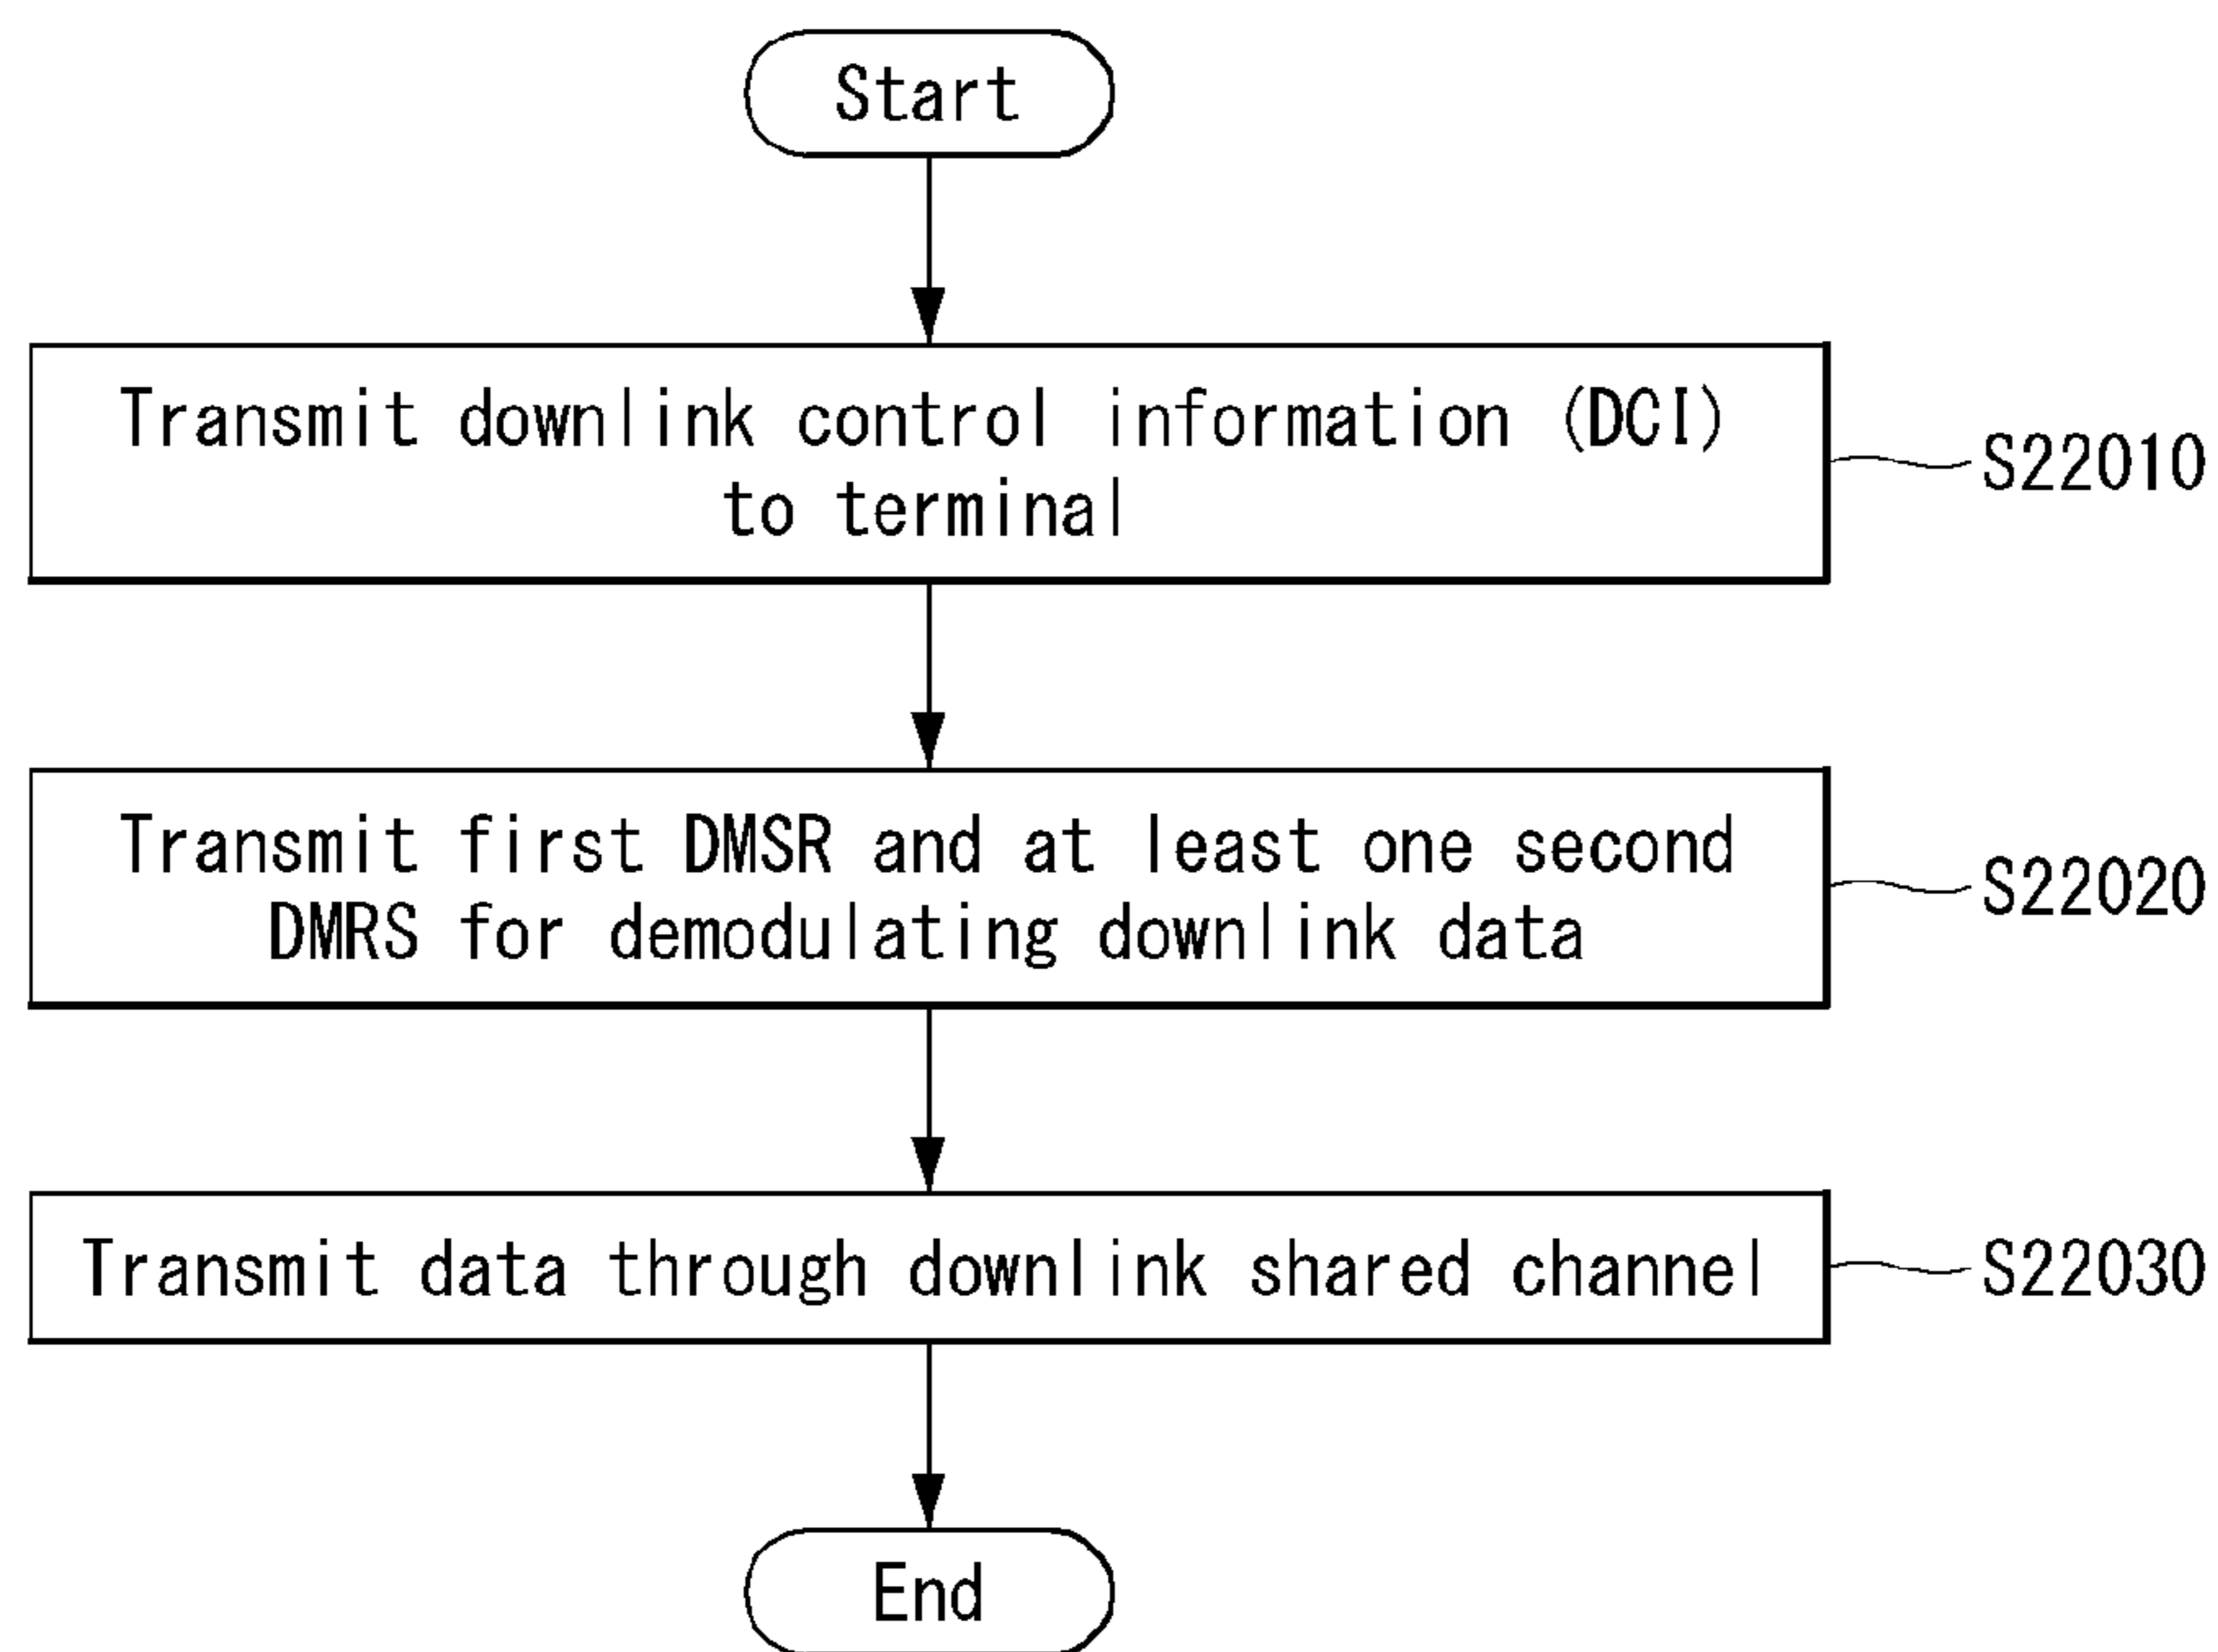 Start
Transmit downlink control information (DCI)
to terminal
S22010
Transmit first DMSR and at least one second
DMRS for demodulating downlink data
S22020
Transmit data through downlink shared channel
S22030
End